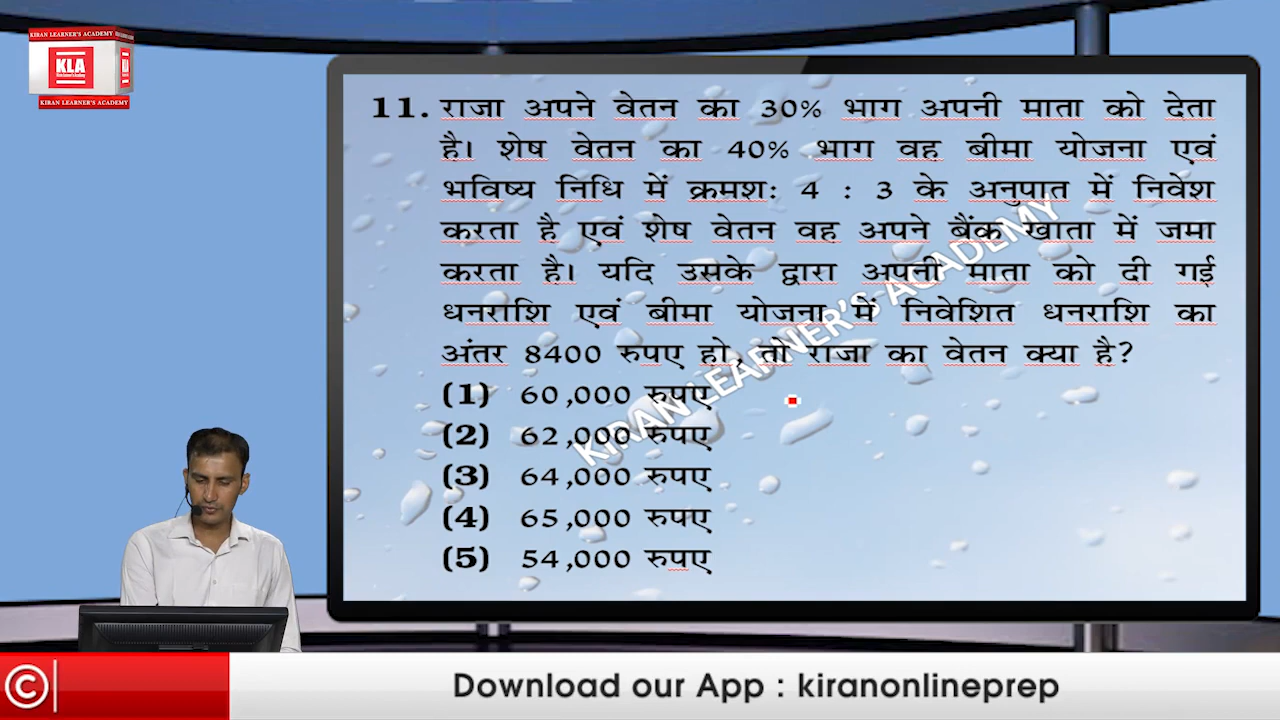 KIRAN LEARNER'S ACADEMY
KLA
Kiran Learner's Academy
KIRAN LEARNER'S ACADEMY
11. राजा अपने वेतन का 30% भाग अपनी माता को देता
है। शेष वेतन का 40% भाग वह बीमा योजना एवं
भविष्य निधि में क्रमशः 4 : 3 के अनुपात में निवेश
करता है एवं शेष वेतन वह अपने बैंक खाता में जमा
करता है। यदि उसके द्वारा अपनी माता को दी गई
धनराशि एवं बीमा योजना में निवेशित धनराशि का
अंतर 8400 रुपए हो, तो राजा का वेतन क्या है?
(1) 60,000 रुपए
(2) 62,000 रुपए
(3) 64,000 रुपए
(4) 65,000 रुपए
(5) 54,000 रुपए
KIRAN LEARNER'S ACADEMY
©
Download our App : kiranonlineprep